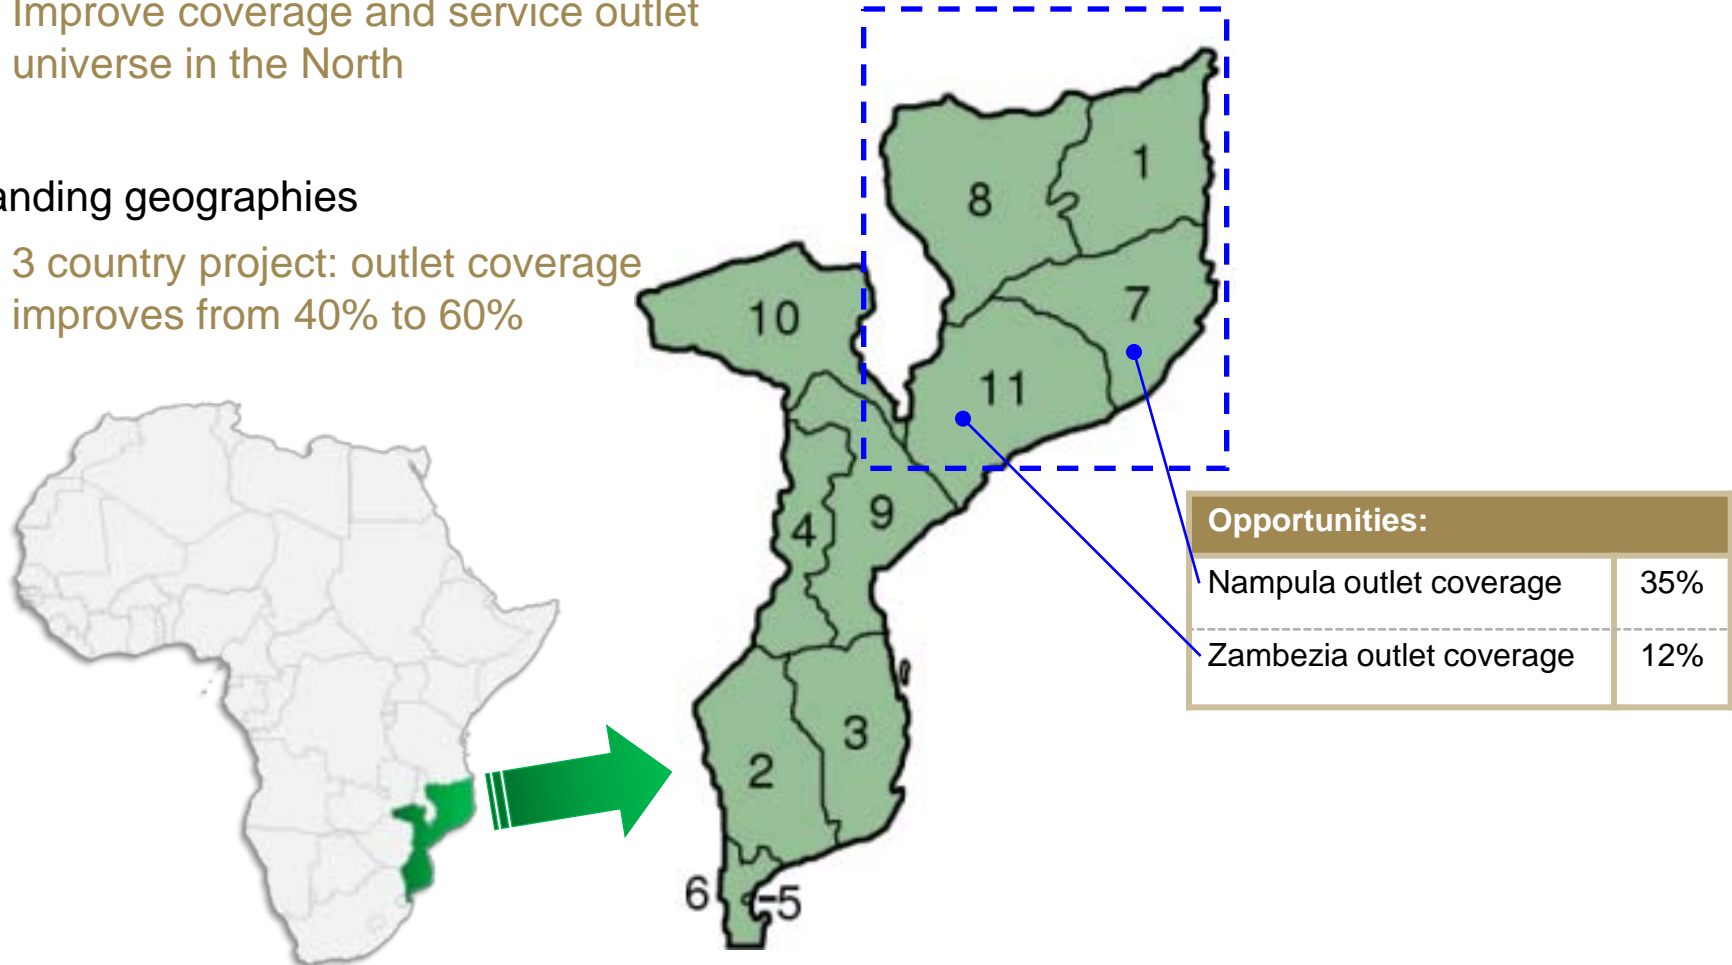 Improve coverage and service outlet
universe in the North
anding geographies
3 country project: outlet coverage
improves from 40% to 60%
1
8
7
10
11
9
4
3
2
6
5
Opportunities:
Nampula outlet coverage 35%
Zambezia outlet coverage 12%